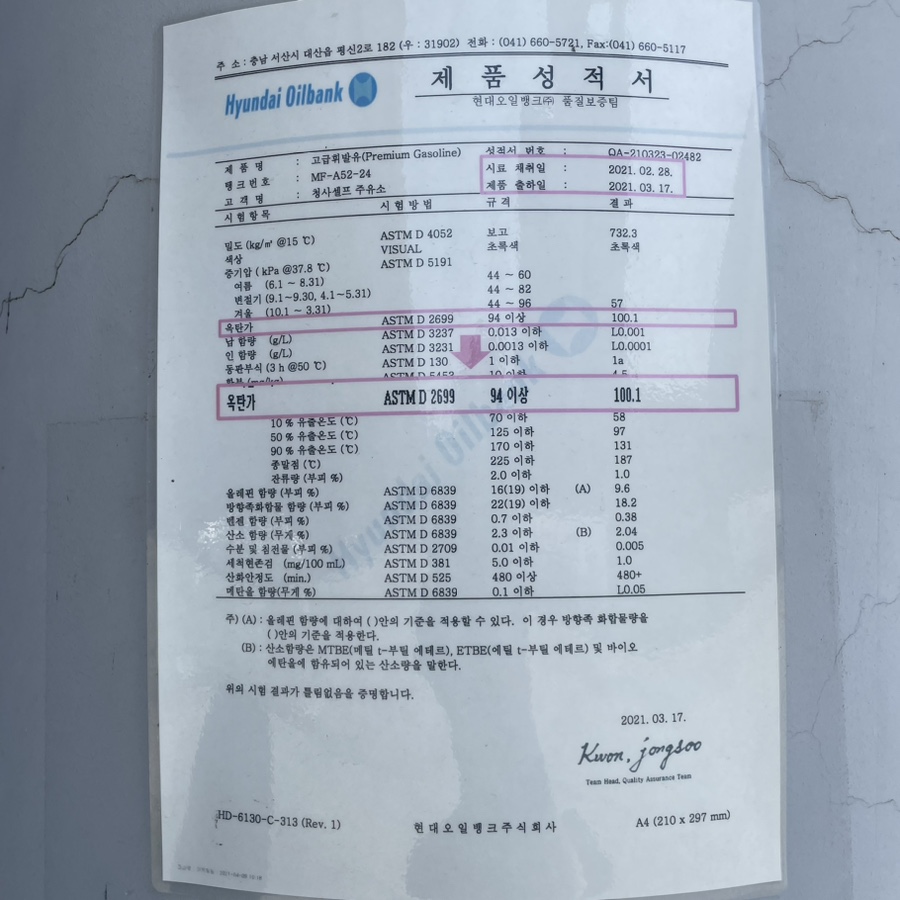 주 소 : 충남 서산시 대산읍 평신2로 182 (우 : 31902) 전화 : (041) 660-5721, Fax:(041) 660-5117
Hyundai Oilbank
제 품 성 적 서
현대오일뱅크㈜ 품질보증팀
제 품 명 : 고급휘발유(Premium Gasoline) 성적서 번호 : QA-210323-02482
탱크번호 : MF-A52-24 시료 채취일 : 2021. 02. 28.
고 객 명 : 청사셀프 주유소 제품 출하일 : 2021. 03. 17.
시험항목 시험방법 규격 결과
밀도 (kg/㎥ @15 ℃) ASTM D 4052 보고 732.3
색상 VISUAL 초록색 초록색
증기압 ( kPa @37.8 ℃) ASTM D 5191
여름 (6.1 ~ 8.31) 44 ~ 60
변절기 (9.1~9.30, 4.1~5.31) 44 ~ 82
겨울 (10.1 ~ 3.31) 44 ~ 96 57
옥탄가 ASTM D 2699 94 이상 100.1
납 함량 (g/L) ASTM D 3237 0.013 이하 L0.001
인 함량 (g/L) ASTM D 3231 0.0013 이하 L0.0001
동판부식 (3 h @50 ℃) ASTM D 130 1 이하 1a
황분 (mg/kg) ASTM D 5453 10 이하 4.5
옥탄가 ASTM D 2699 94 이상 100.1
10 % 유출온도 (℃) 70 이하 58
50 % 유출온도 (℃) 125 이하 97
90 % 유출온도 (℃) 170 이하 131
종말점 (℃) 225 이하 187
잔류량 (부피 %) 2.0 이하 1.0
올레핀 함량 (부피 %) ASTM D 6839 16(19) 이하 (A) 9.6
방향족화합물 함량 (부피 %) ASTM D 6839 22(19) 이하 18.2
벤젠 함량 (부피 %) ASTM D 6839 0.7 이하 0.38
산소 함량 (무게 %) ASTM D 6839 2.3 이하 (B) 2.04
수분 및 침전물 (부피 %) ASTM D 2709 0.01 이하 0.005
세척현존검 (mg/100 mL) ASTM D 381 5.0 이하 1.0
산화안정도 (min.) ASTM D 525 480 이상 480+
메탄올 함량(무게 %) ASTM D 6839 0.1 이하 L0.05
주) (A) : 올레핀 함량에 대하여 ( )안의 기준을 적용할 수 있다. 이 경우 방향족 화합물량을
( )안의 기준을 적용한다.
(B) : 산소함량은 MTBE(메틸 t-부틸 에테르), ETBE(에틸 t-부틸 에테르) 및 바이오
에탄올에 함유되어 있는 산소량을 말한다.
위의 시험 결과가 틀림없음을 증명합니다.
2021. 03. 17.
Kwon, jongsoo
Team Head, Quality Assurance Team
HD-6130-C-313 (Rev. 1) 현대오일뱅크주식회사 A4 (210 x 297 mm)